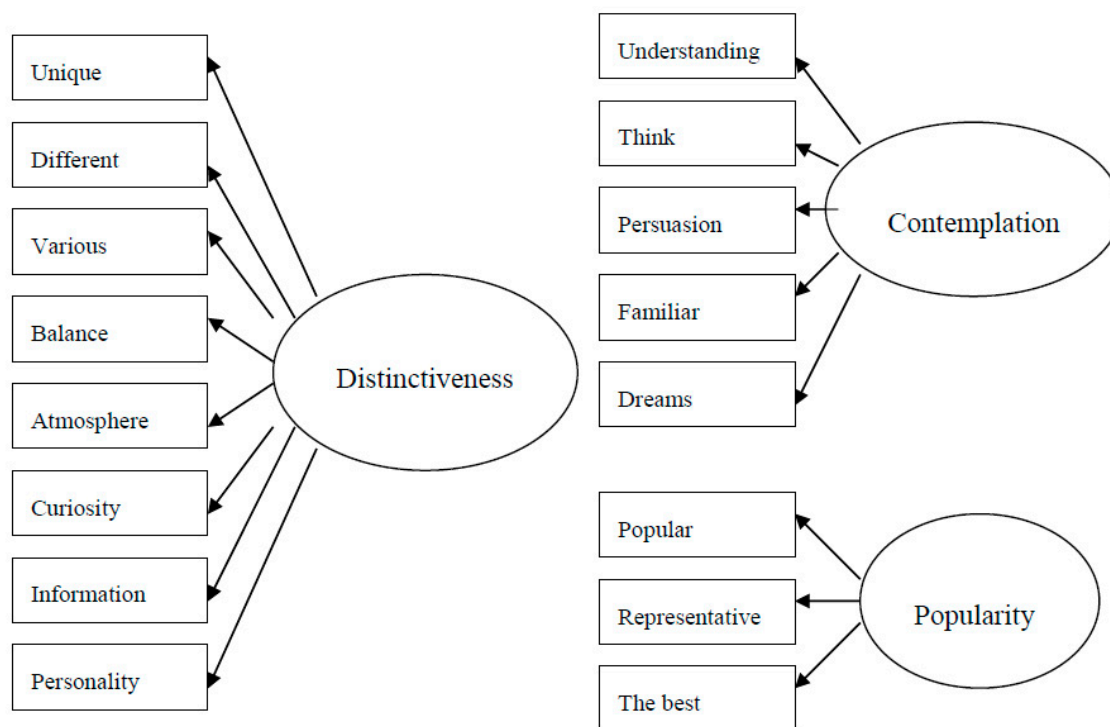 Unique
Different
Various
Balance
Atmosphere
Curiosity
Information
Personality
Distinctiveness
Understanding
Think
Persuasion
Familiar
Dreams
Contemplation
Popular
Representative
The best
Popularity